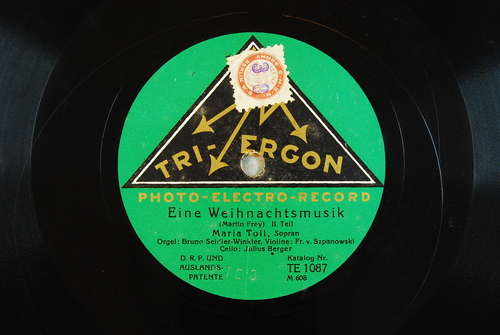 TRI-ERGON
PHOTO-ELECTRO-RECORD
Eine Weihnachtsmusik
(Martin Frey) II. Teil
Maria Toll, Sopran
Orgel: Bruno Seidler-Winkler, Violine: Fr. v. Szpanowski
Cello: Julius Berger
D. R. P. UND
AUSLANDS-
PATENTE
Katalog-Nr.
TE 1087
M 608